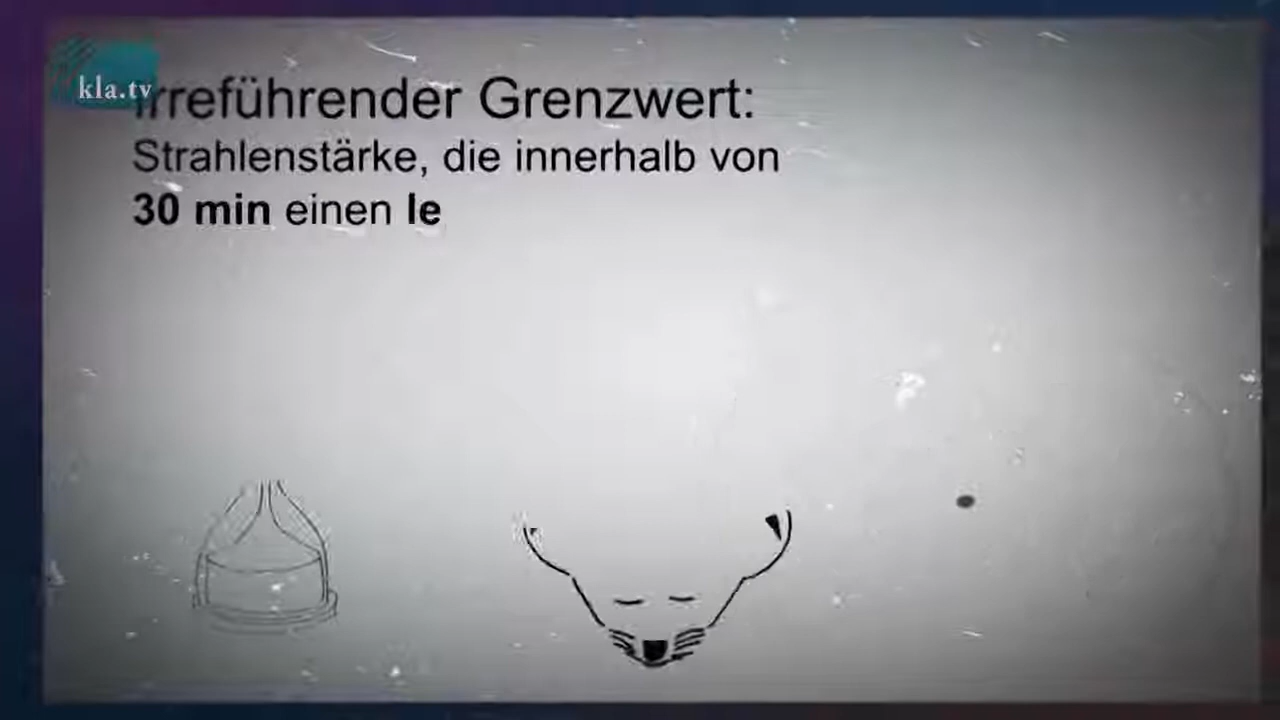 kla.tv
Irreführender Grenzwert:
Strahlenstärke, die innerhalb von
30 min einen le